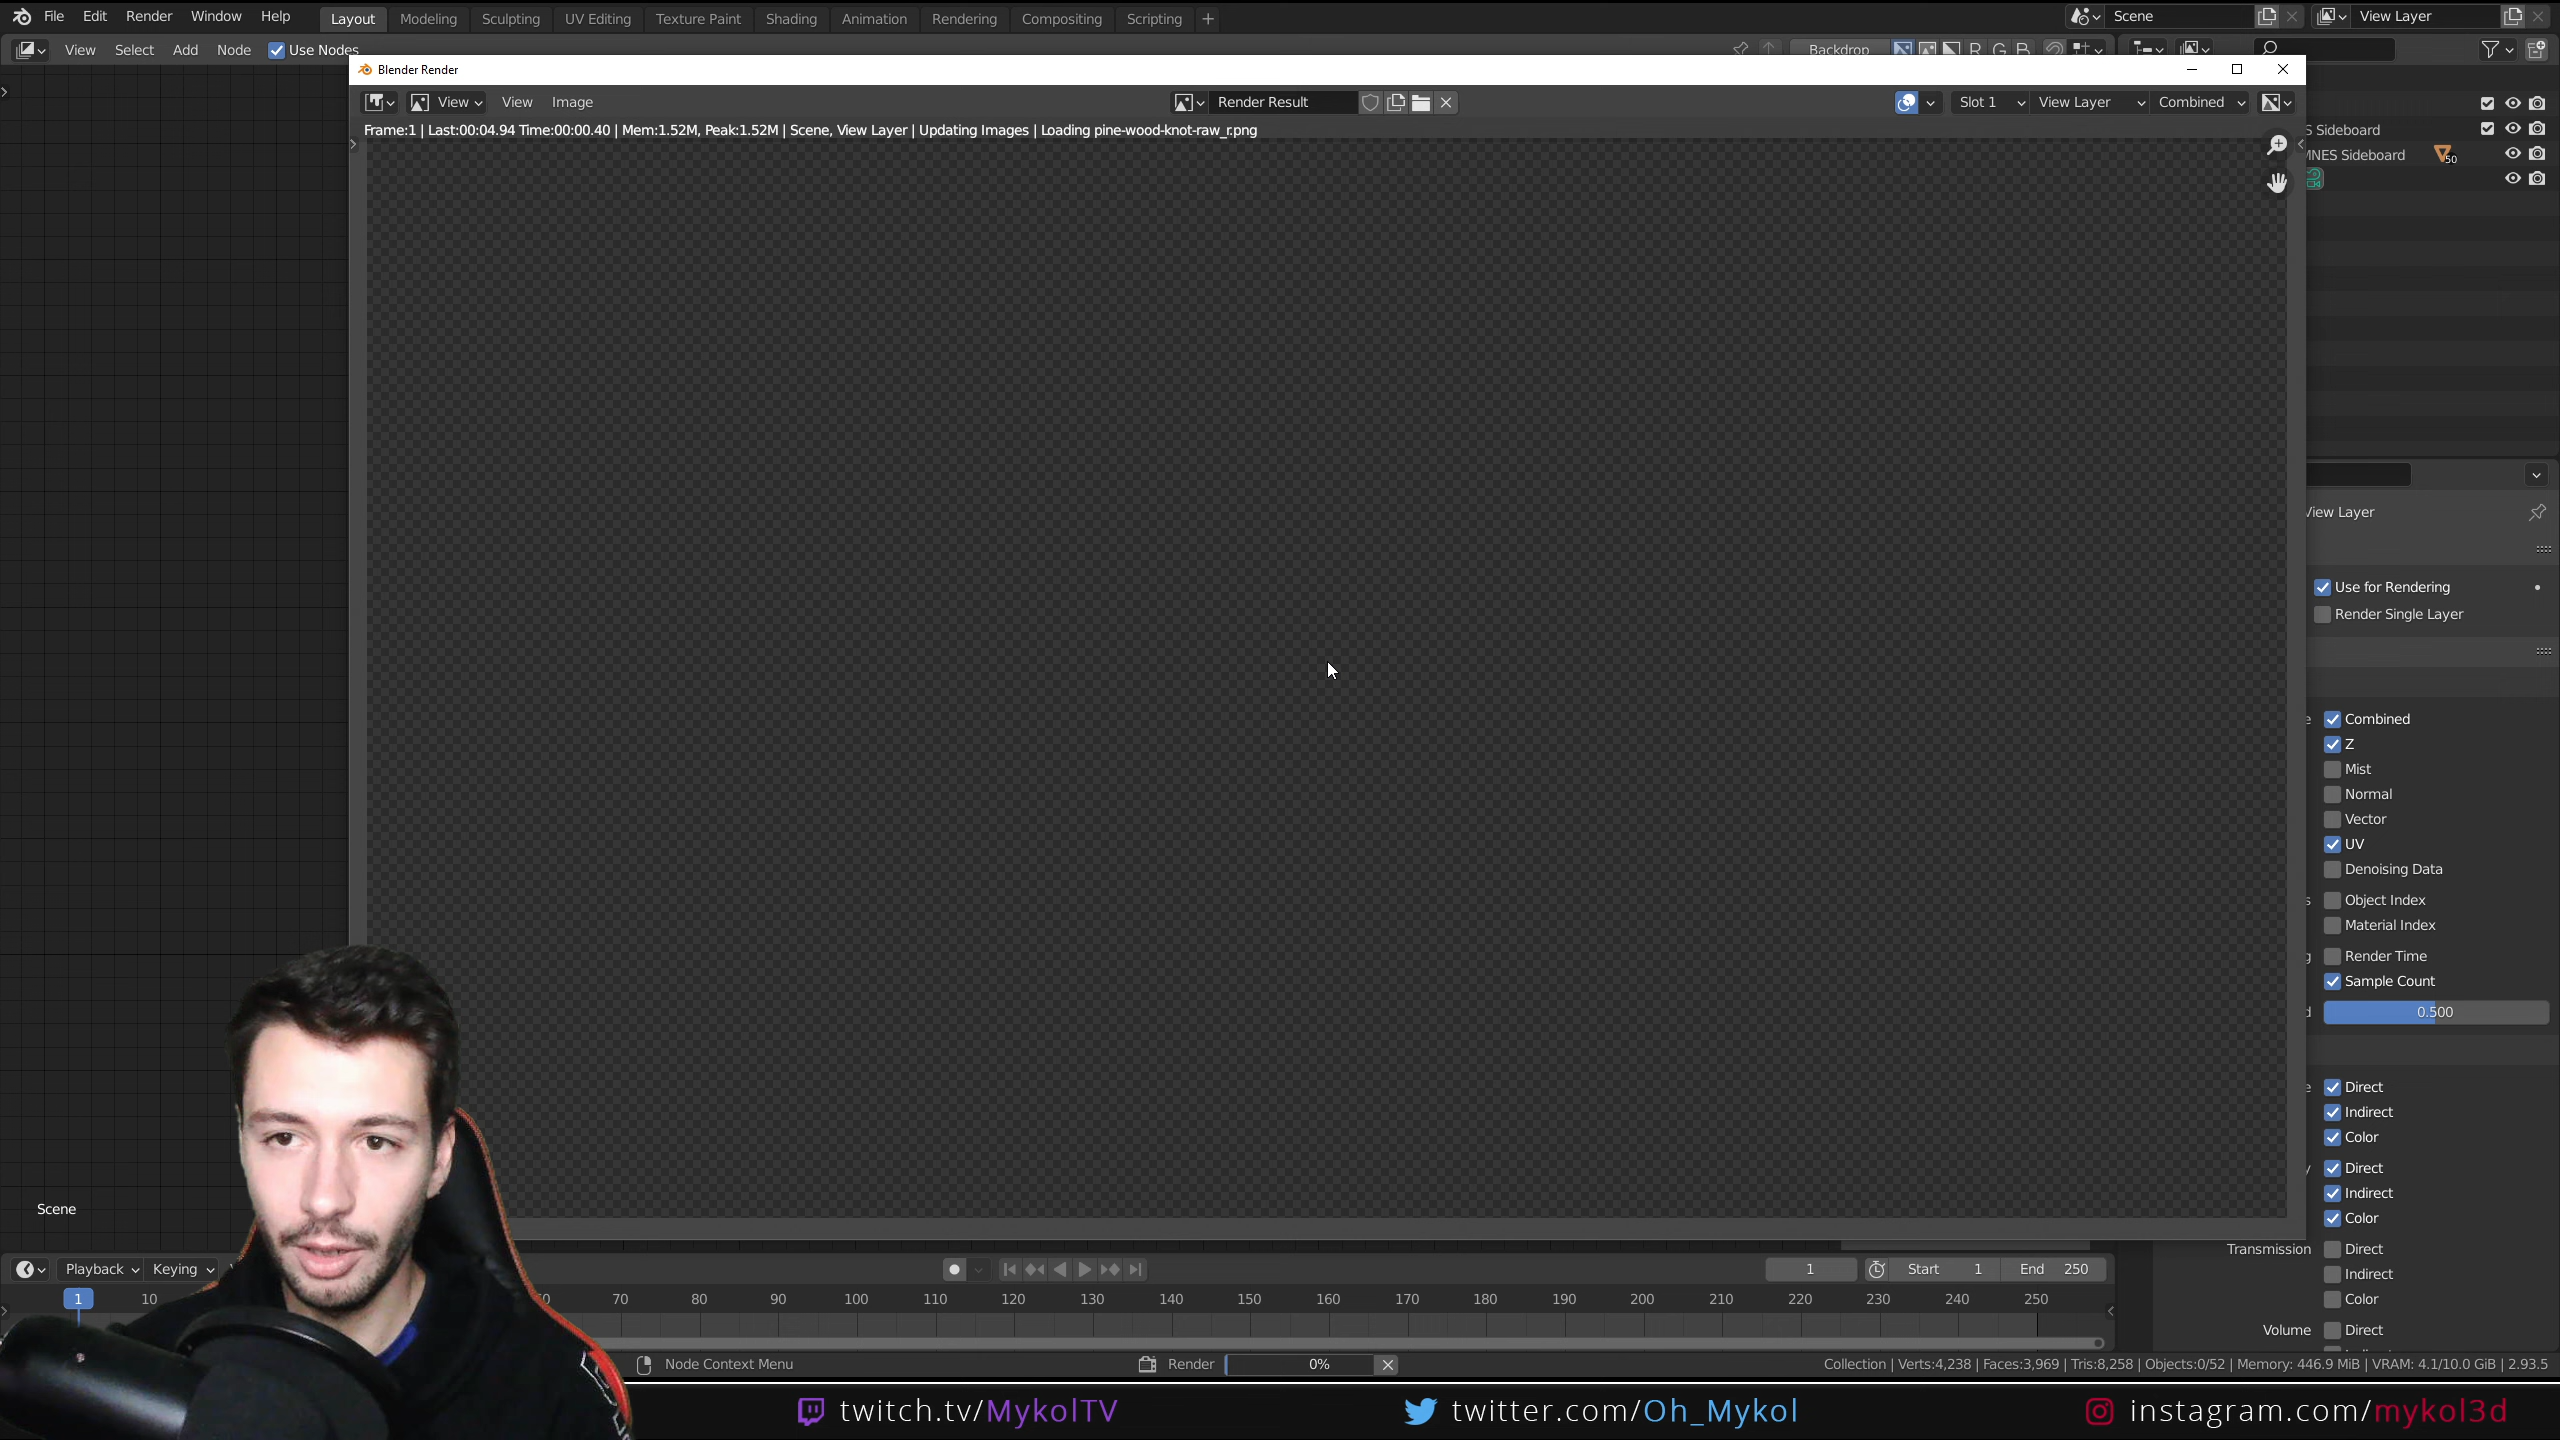 File Edit Render Window Help Layout Modeling Sculpting UV Editing Texture Paint Shading Animation Rendering Compositing Scripting + Scene View Layer
View Select Add Node Use Nodes Backdrop R G B
Blender Render
View View Image Render Result Slot 1 View Layer Combined
Frame:1 | Last:00:04.94 Time:00:00.40 | Mem:1.52M, Peak:1.52M | Scene, View Layer | Updating Images | Loading pine-wood-knot-raw_r.png
S Sideboard
MNES Sideboard 50
View Layer
Use for Rendering
Render Single Layer
Combined
Z
Mist
Normal
Vector
UV
Denoising Data
Object Index
Material Index
Render Time
Sample Count
0.500
Direct
Indirect
Color
Direct
Indirect
Color
Transmission Direct
Indirect
Color
Volume Direct
Scene
Playback Keying 1 Start 1 End 250
1 10 70 80 90 100 110 120 130 140 150 160 170 180 190 200 210 220 230 240 250
Node Context Menu Render 0% Collection | Verts:4,238 | Faces:3,969 | Tris:8,258 | Objects:0/52 | Memory: 446.9 MiB | VRAM: 4.1/10.0 GiB | 2.93.5
twitch.tv/MykolTV twitter.com/Oh_Mykol instagram.com/mykol3d